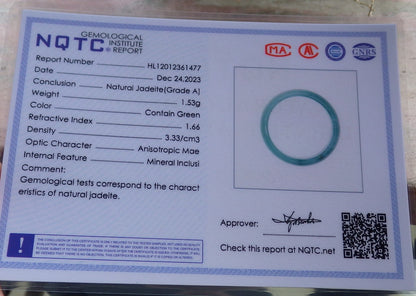 NQTC
GEMOLOGICAL
INSTITUTE
REPORT
Report Number HL12012361477
Date Dec 24,2023
Conclusion Natural Jadeite(Grade A)
Weight 1.53g
Color Contain Green
Refractive Index 1.66
Density 3.33/cm3
Optic Character Anisotropic Mae
Internal Feature Mineral Inclusi
Comment:
Gemological tests correspond to the charact
eristics of natural jadeite.
Approver:
Check this report at NQTC.net
MA
GNBS
!